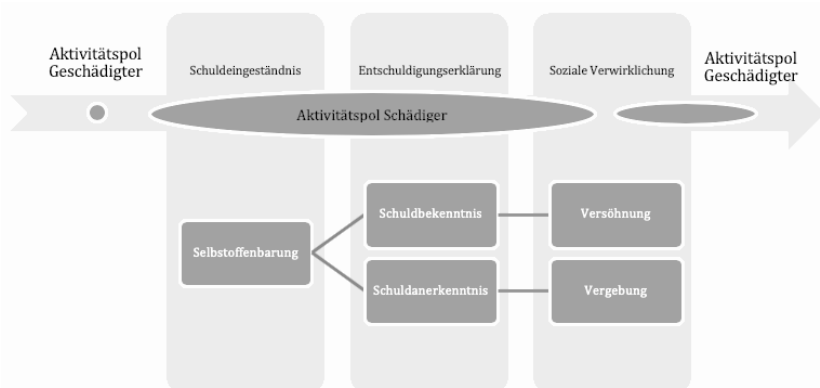 Aktivitätspol
Geschädigter
Schuldeingeständnis
Entschuldigungserklärung
Soziale Verwirklichung
Aktivitätspol
Geschädigter
Aktivitätspol Schädiger
Selbstoffenbarung
Schuldbekenntnis
Versöhnung
Schuldanerkenntnis
Vergebung